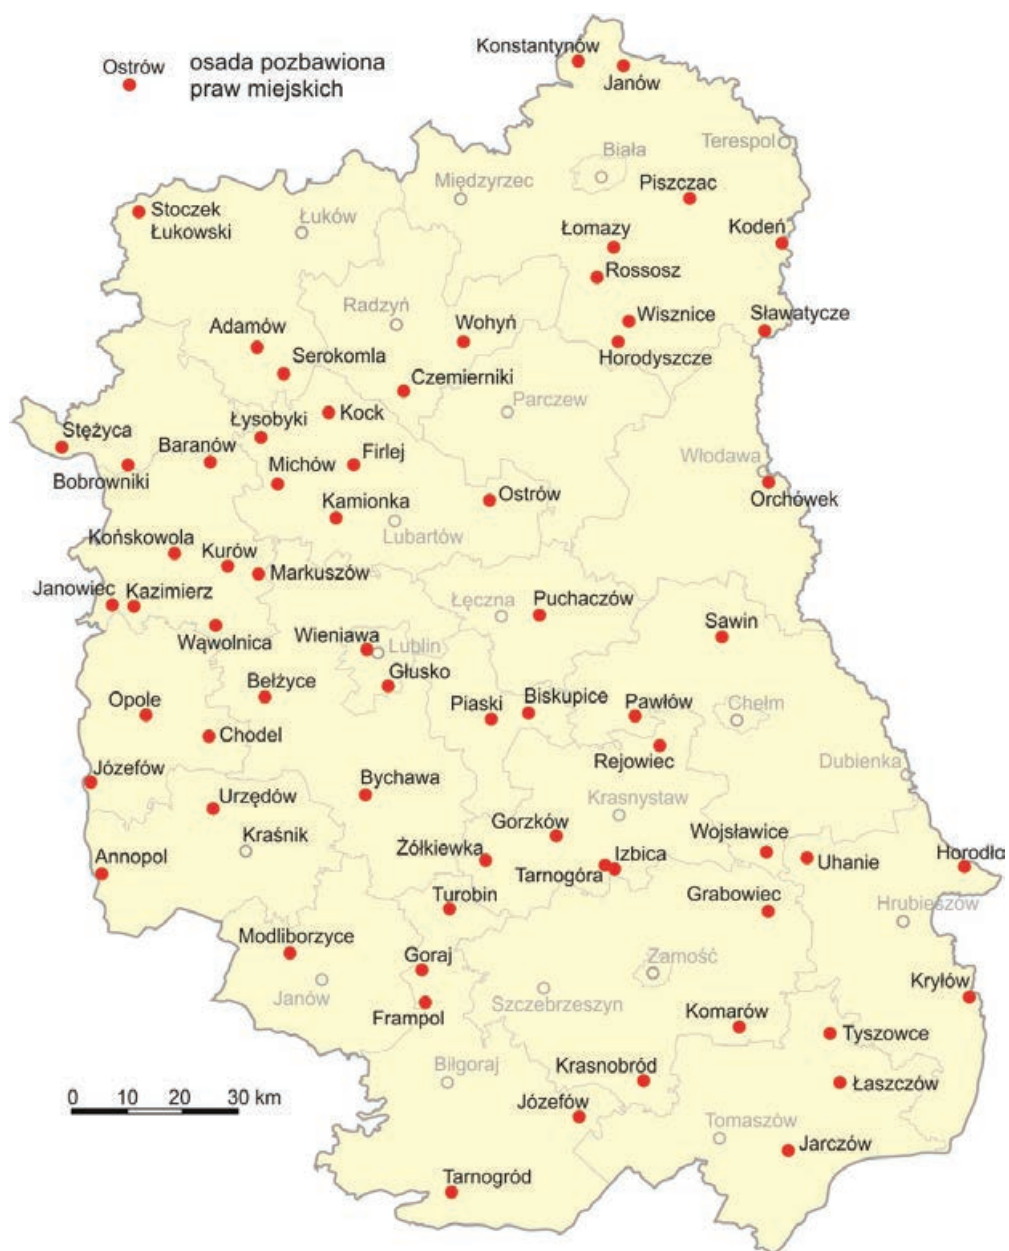 Ostrów
osada pozbawiona
praw miejskich
Konstantynów
Janów
Terespol
Biała
Międzyrzec
Piszczac
Stoczek
Łukowski
Łuków
Łomazy
Kodeń
Rossosz
Radzyń
Wisznice
Sławatycze
Adamów
Wohyń
Horodyszcze
Serokomla
Czemierniki
Parczew
Łysobyki
Kock
Stężyca
Baranów
Firlej
Włodawa
Bobrowniki
Michów
Orchówek
Kamionka
Ostrów
Lubartów
Końskowola
Kurów
Markuszów
Janowiec
Kazimierz
Łęczna
Puchaczów
Sawin
Wąwolnica
Wieniawa
Lublin
Głusko
Bełżyce
Opole
Piaski
Biskupice
Pawłów
Chełm
Chodel
Rejowiec
Dubienka
Józefów
Bychawa
Urzędów
Krasnystaw
Kraśnik
Gorzków
Wojsławice
Annopol
Żółkiewka
Izbica
Uhanie
Horodło
Tarnogóra
Turobin
Grabowiec
Hrubieszów
Modliborzyce
Goraj
Zamość
Janów
Szczebrzeszyn
Kryłów
Frampol
Komarów
Tyszowce
Biłgoraj
Krasnobród
Łaszczów
0 10 20 30 km
Józefów
Tomaszów
Jarczów
Tarnogród